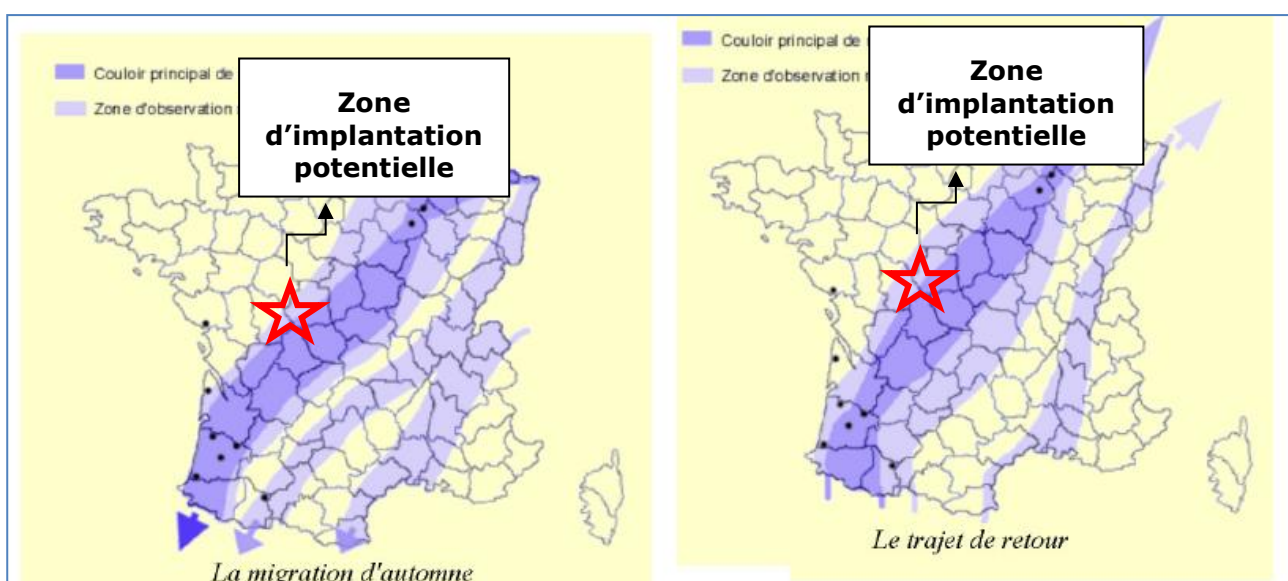 Couloir principal de
Zone d'observation
Zone
d’implantation
potentielle
La migration d'automne
Couloir principal de
Zone d'observation
Zone
d’implantation
potentielle
Le trajet de retour